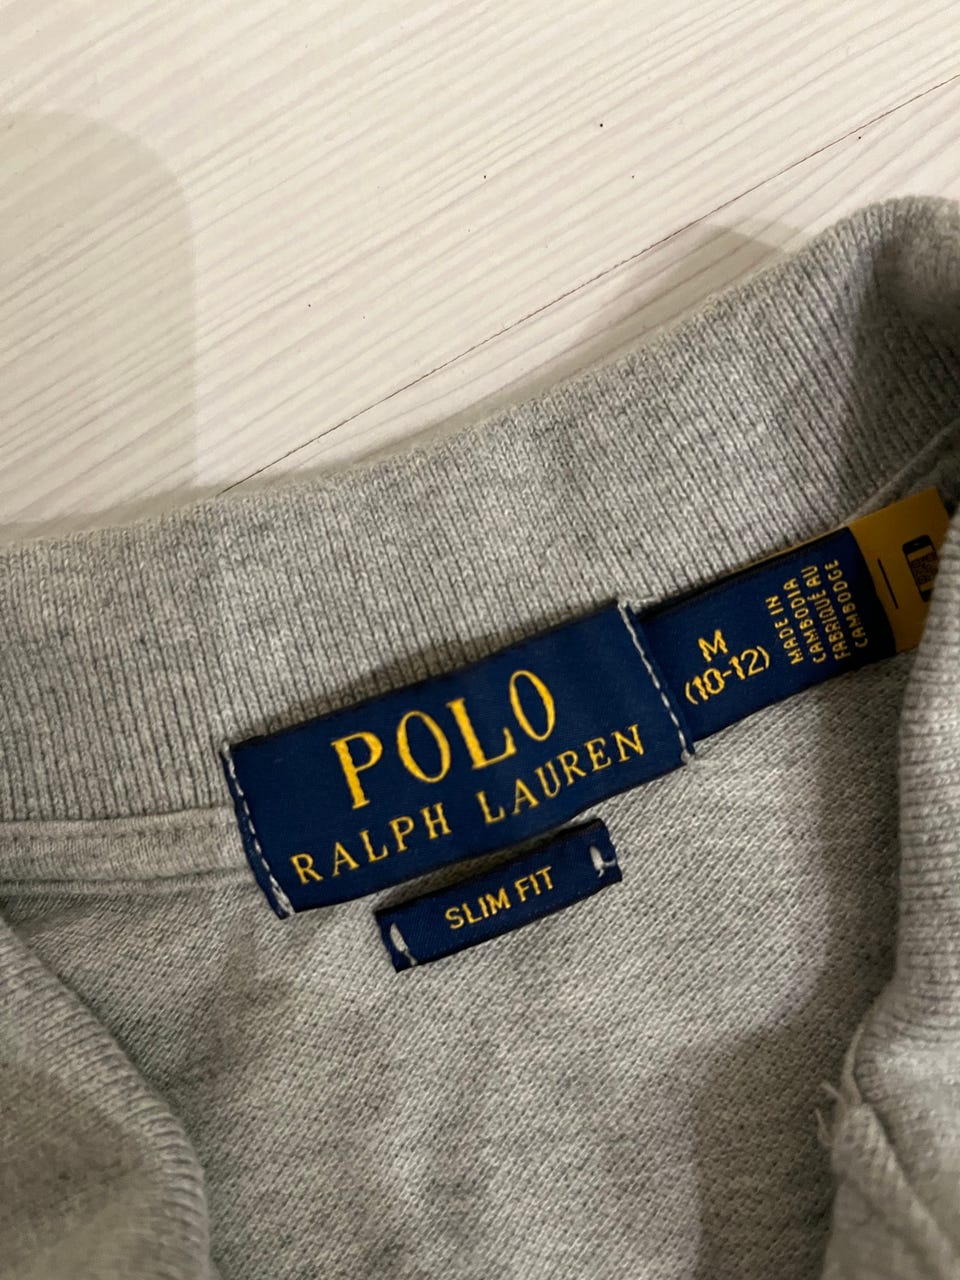 POLO
RALPH LAUREN
SLIM FIT
M
(10-12)
MADE IN
CAMBODIA
FABRIQUÉ AU
CAMBODGE